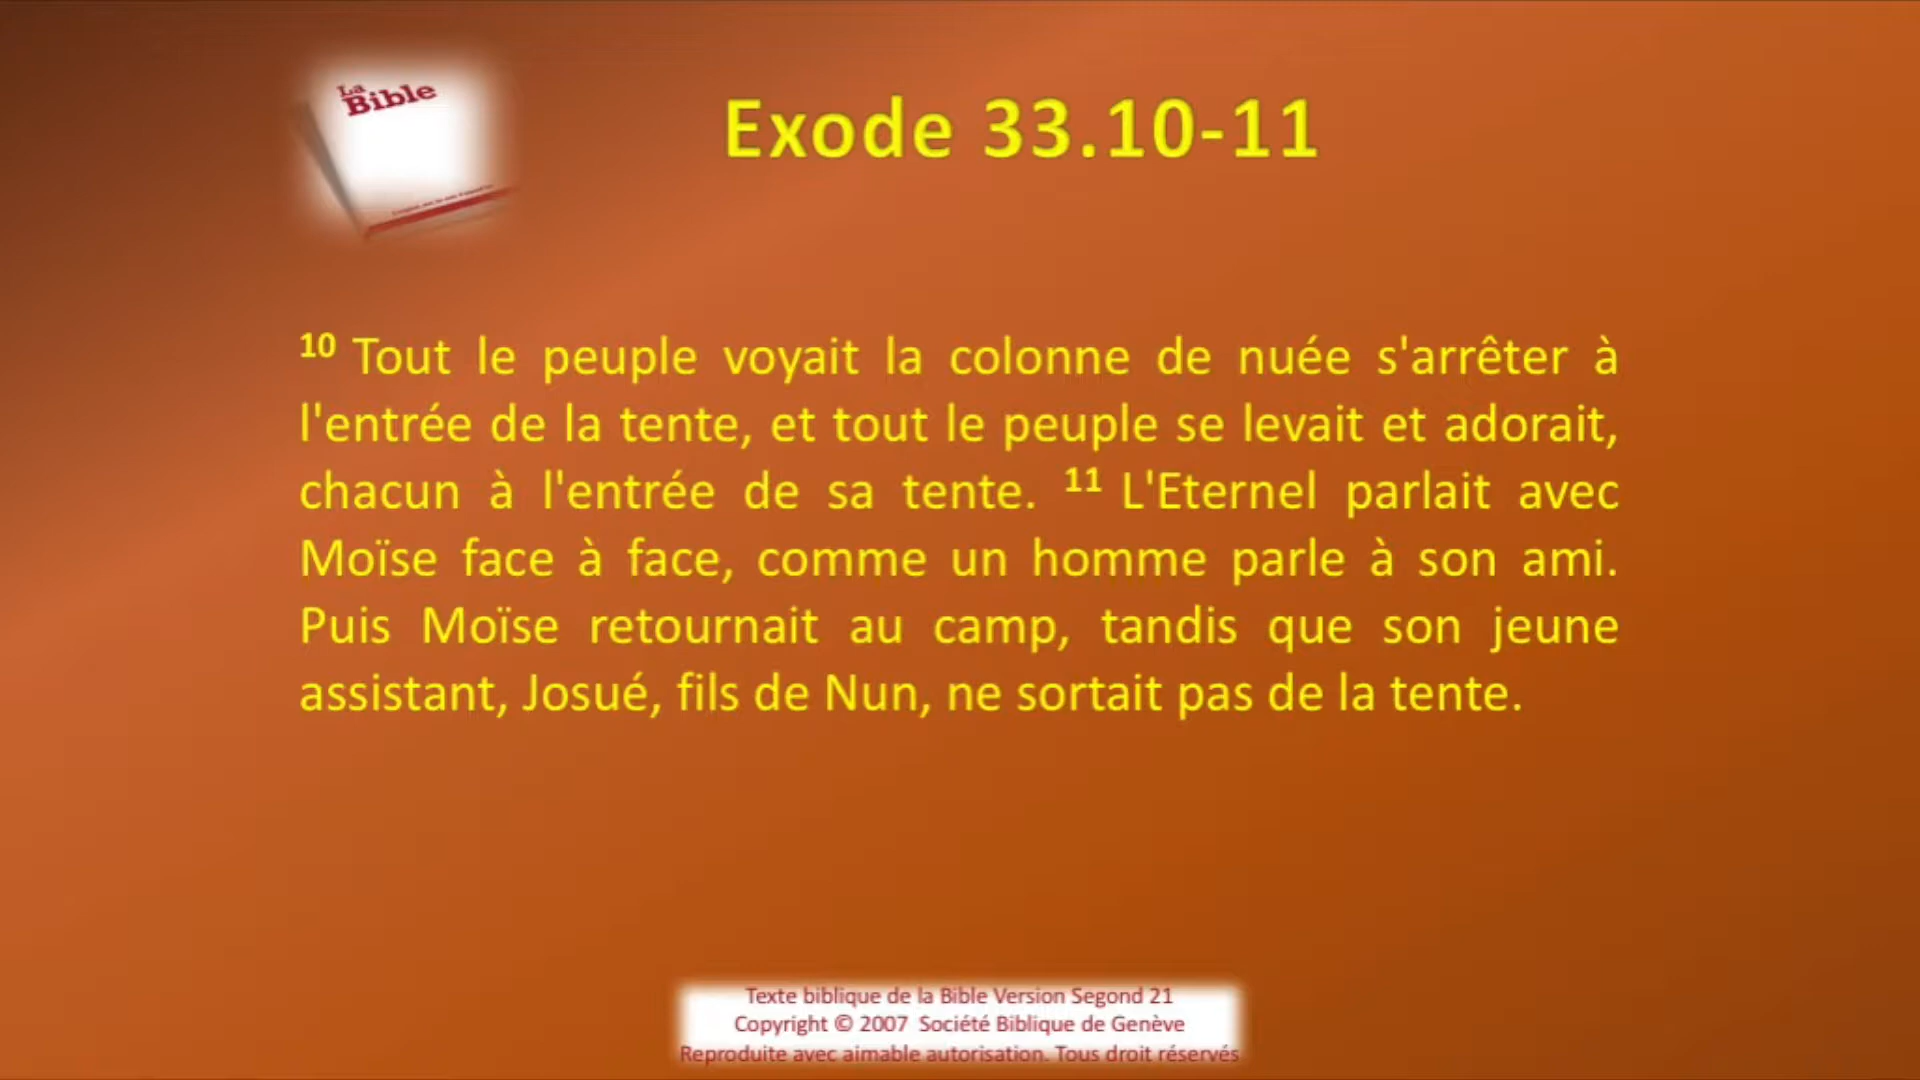 La
Bible
Exode 33.10-11
10 Tout le peuple voyait la colonne de nuée s'arrêter à
l'entrée de la tente, et tout le peuple se levait et adorait,
chacun à l'entrée de sa tente. 11 L'Eternel parlait avec
Moïse face à face, comme un homme parle à son ami.
Puis Moïse retournait au camp, tandis que son jeune
assistant, Josué, fils de Nun, ne sortait pas de la tente.
Texte biblique de la Bible Version Segond 21
Copyright © 2007 Société Biblique de Genève
Reproduite avec aimable autorisation. Tous droit réservés